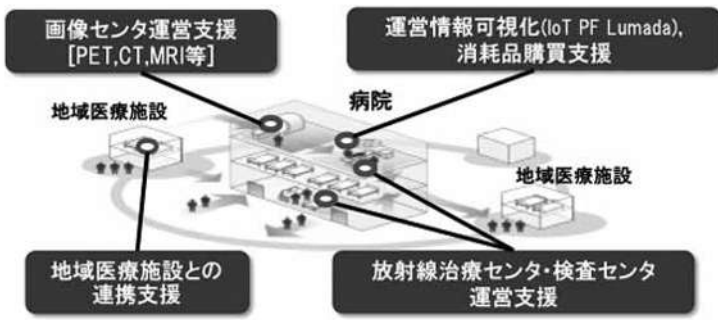 画像センタ運営支援
[PET,CT,MRI等]
運営情報可視化(IoT PF Lumada),
消耗品購買支援
地域医療施設
病院
地域医療施設
地域医療施設との
連携支援
放射線治療センタ・検査センタ
運営支援